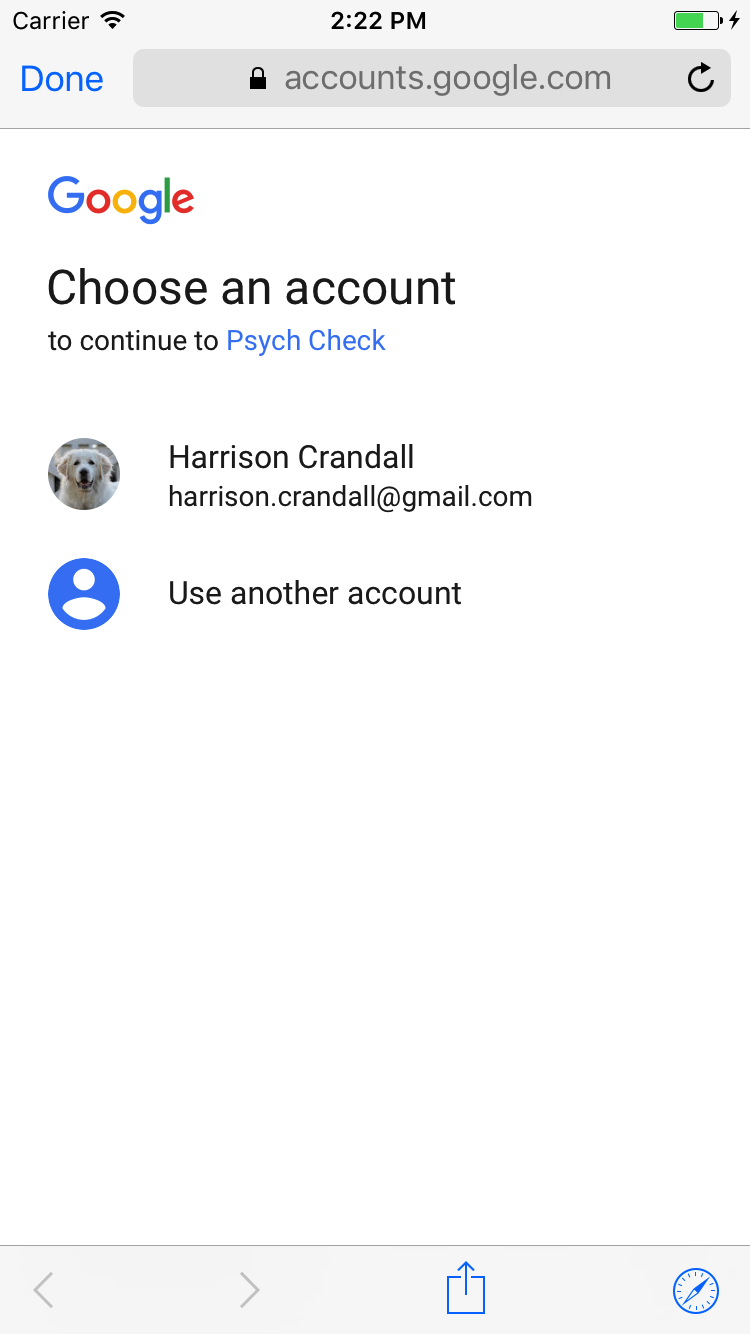 Carrier 2:22 PM
Done accounts.google.com
Google
Choose an account
to continue to Psych Check
Harrison Crandall
harrison.crandall@gmail.com
Use another account